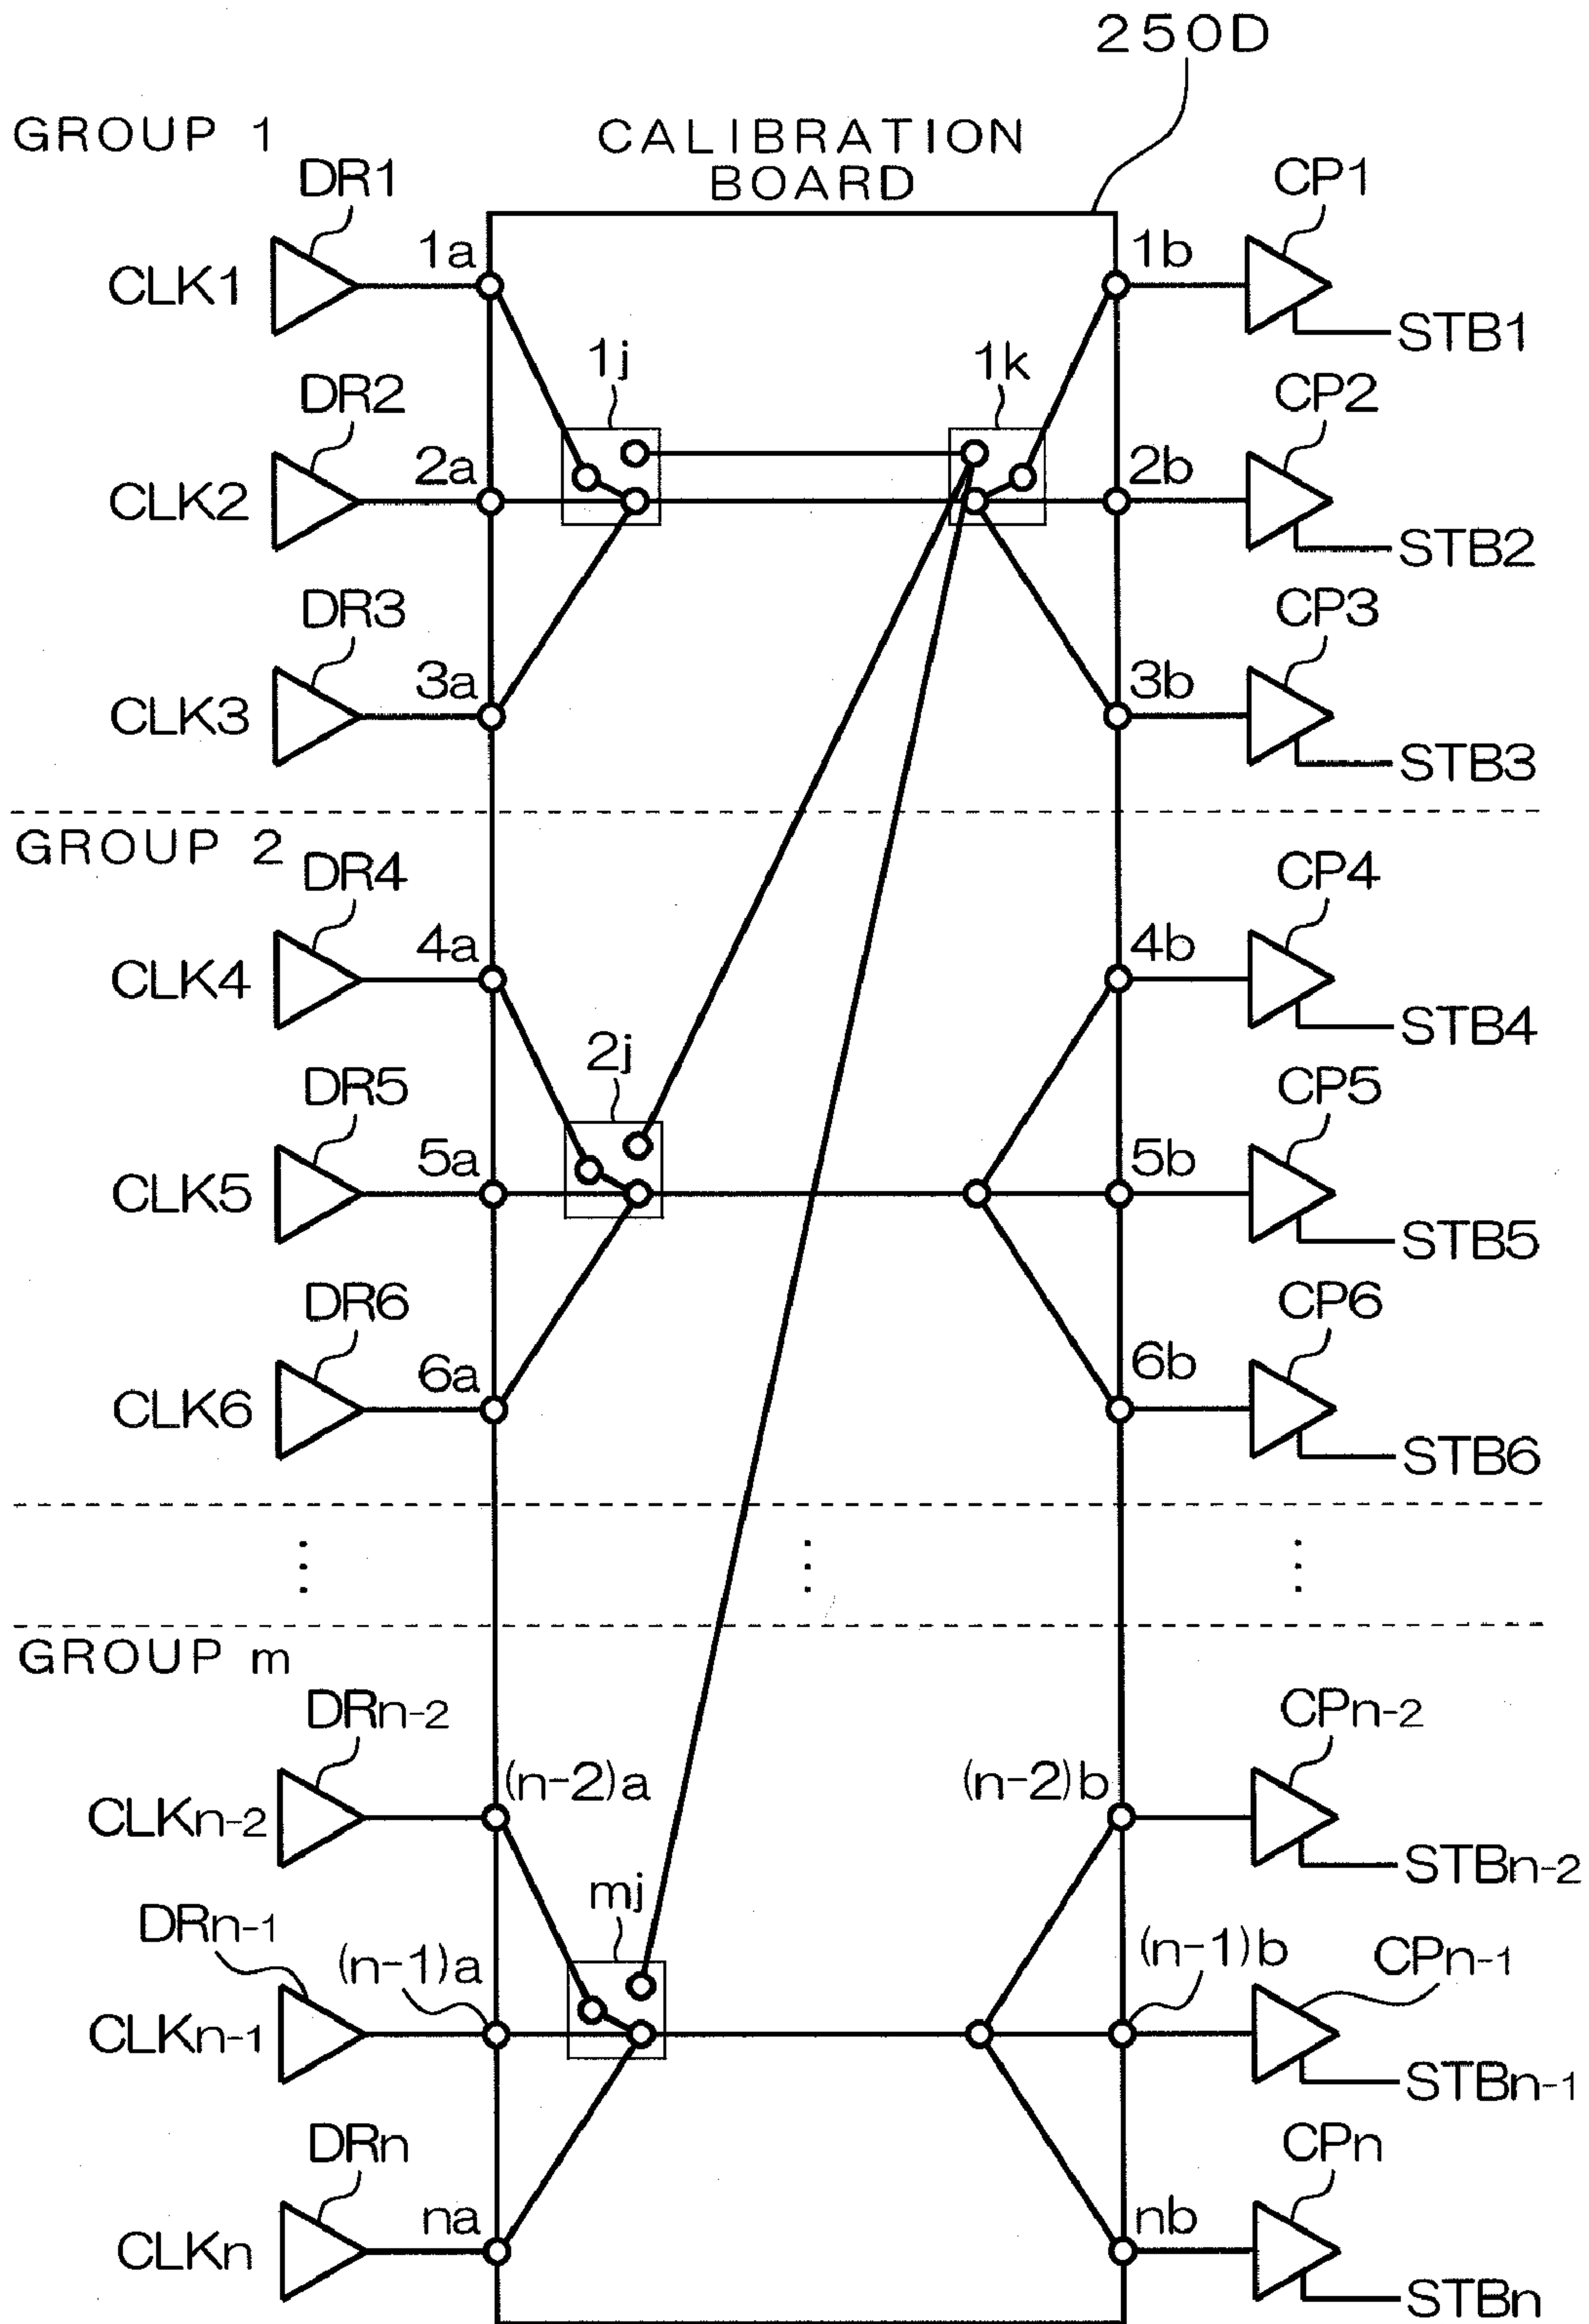 250D
GROUP 1
CALIBRATION
BOARD
DR1
CP1
1a
1b
CLK1
STB1
1j
1k
DR2
CP2
2a
2b
CLK2
STB2
DR3
CP3
3a
3b
CLK3
STB3
GROUP 2
DR4
CP4
4a
4b
CLK4
STB4
2j
DR5
CP5
5a
5b
CLK5
STB5
DR6
CP6
6a
6b
CLK6
STB6
GROUP m
DRn-2
CPn-2
(n-2)a
(n-2)b
CLKn-2
STBn-2
mj
DRn-1
(n-1)a
(n-1)b
CPn-1
CLKn-1
STBn-1
DRn
CPn
na
nb
CLKn
STBn